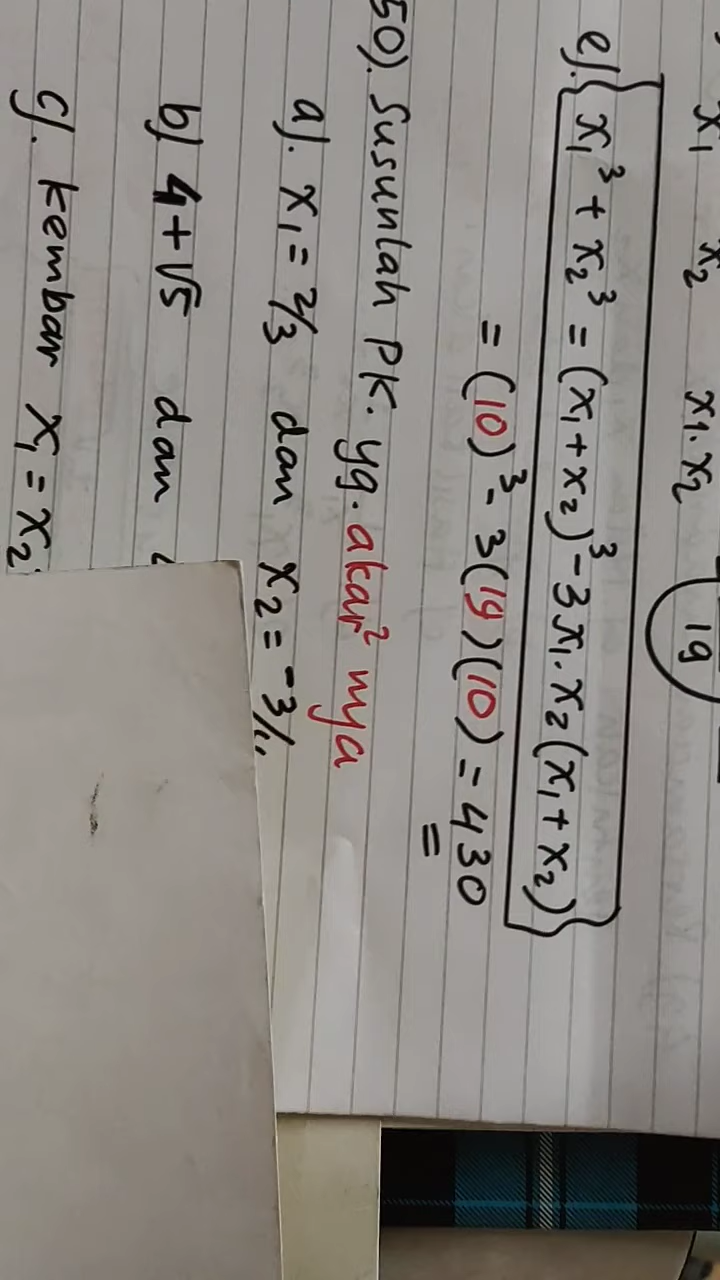 x₁ x₂ x₁.x₂ 19
e). {x₁³ + x₂³ = (x₁ + x₂)³ - 3x₁.x₂(x₁ + x₂)}
= (10)³ - 3(19)(10) = 430
50). Susunlah PK. yg. akar² nya
a). x₁ = 2/3 dan x₂ = -3/
b) 4+√5 dan
c). kembar x₁ = x₂